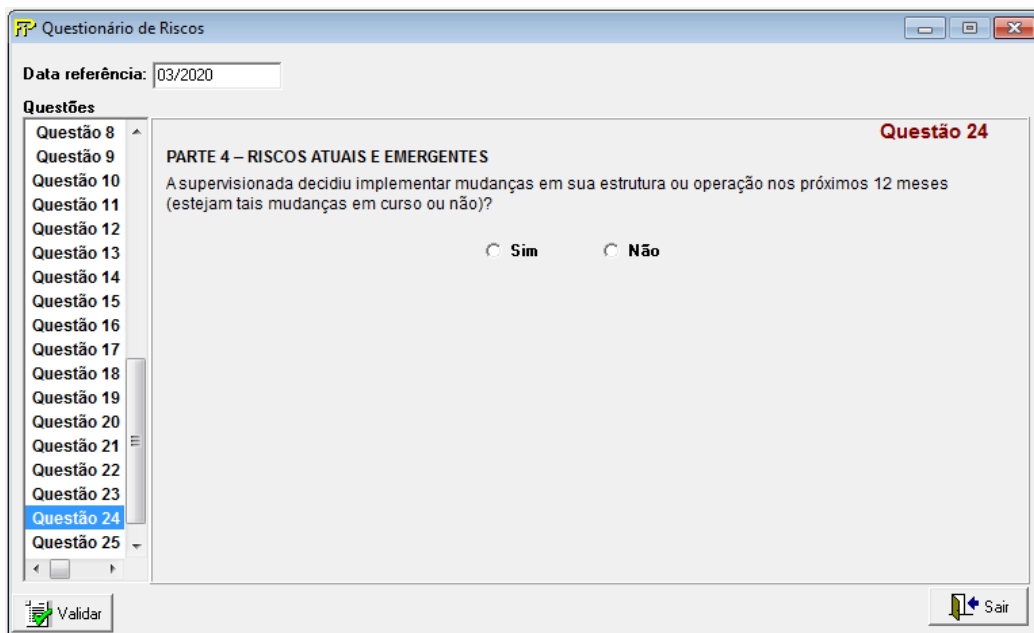 FIP Questionário de Riscos
Data referência: 03/2020
Questões
Questão 8
Questão 9
Questão 10
Questão 11
Questão 12
Questão 13
Questão 14
Questão 15
Questão 16
Questão 17
Questão 18
Questão 19
Questão 20
Questão 21
Questão 22
Questão 23
Questão 24
Questão 25
Questão 24
PARTE 4 – RISCOS ATUAIS E EMERGENTES
A supervisionada decidiu implementar mudanças em sua estrutura ou operação nos próximos 12 meses
(estejam tais mudanças em curso ou não)?
Sim Não
Validar
Sair